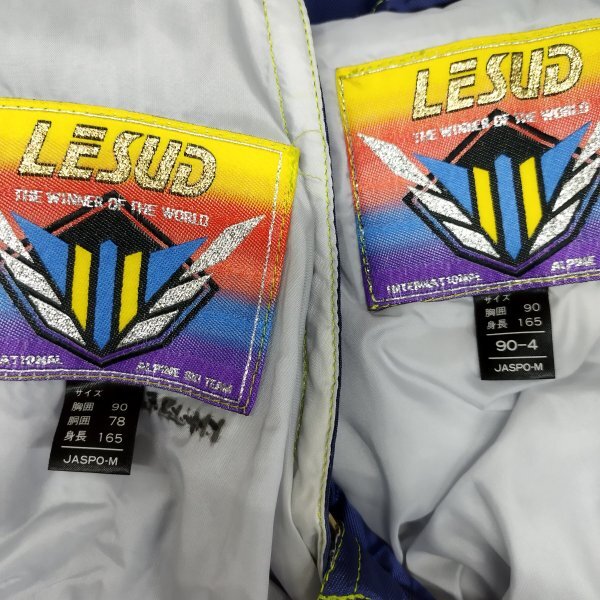 LESUD
THE WINNER OF THE WORLD
ATIONAL
ALPINE SKI TEAM
サイズ
胸囲 90
胴囲 78
身長 165
JASPO-M
LESUD
THE WINNER OF THE WORLD
INTERNATIONAL
ALPINE
サイズ
胸囲 90
身長 165
90-4
JASPO-M